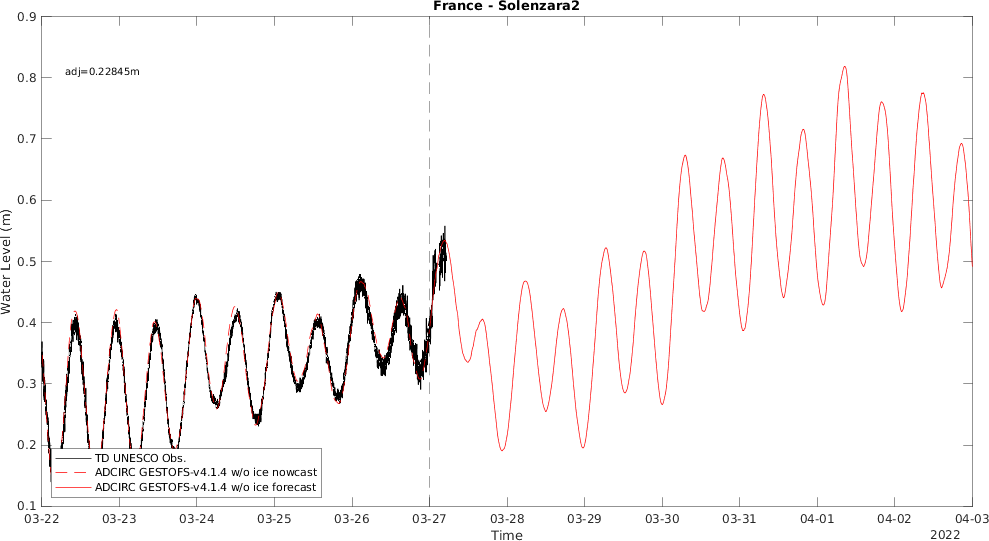 France - Solenzara2
adj=0.22845m
Water Level (m)
0.9
0.8
0.7
0.6
0.5
0.4
0.3
0.2
0.1
TD UNESCO Obs.
ADCIRC GESTOFS-v4.1.4 w/o ice nowcast
ADCIRC GESTOFS-v4.1.4 w/o ice forecast
03-22 03-23 03-24 03-25 03-26 03-27 03-28 03-29 03-30 03-31 04-01 04-02 04-03
Time
2022